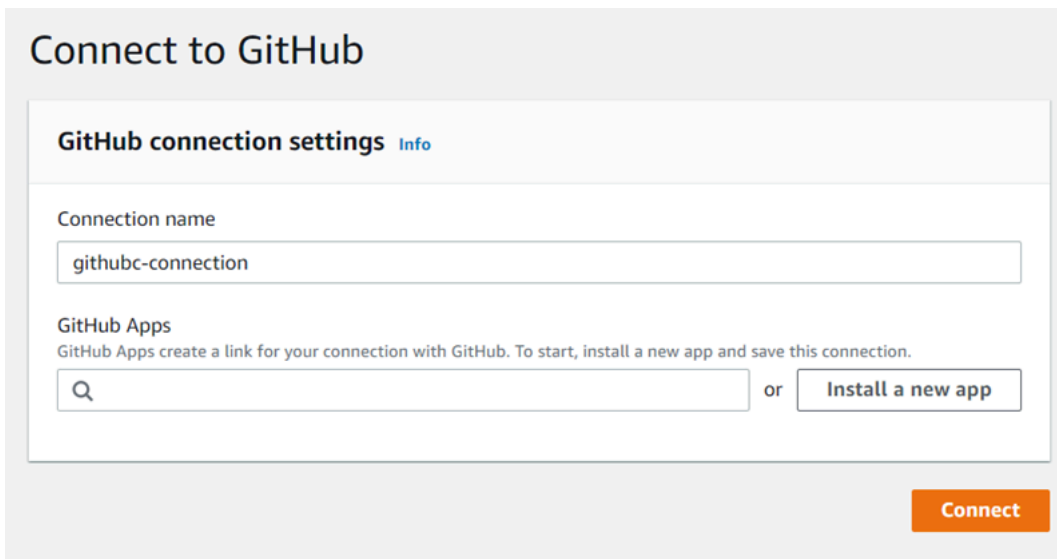 Connect to GitHub
GitHub connection settings Info
Connection name
githubc-connection
GitHub Apps
GitHub Apps create a link for your connection with GitHub. To start, install a new app and save this connection.
or Install a new app
Connect